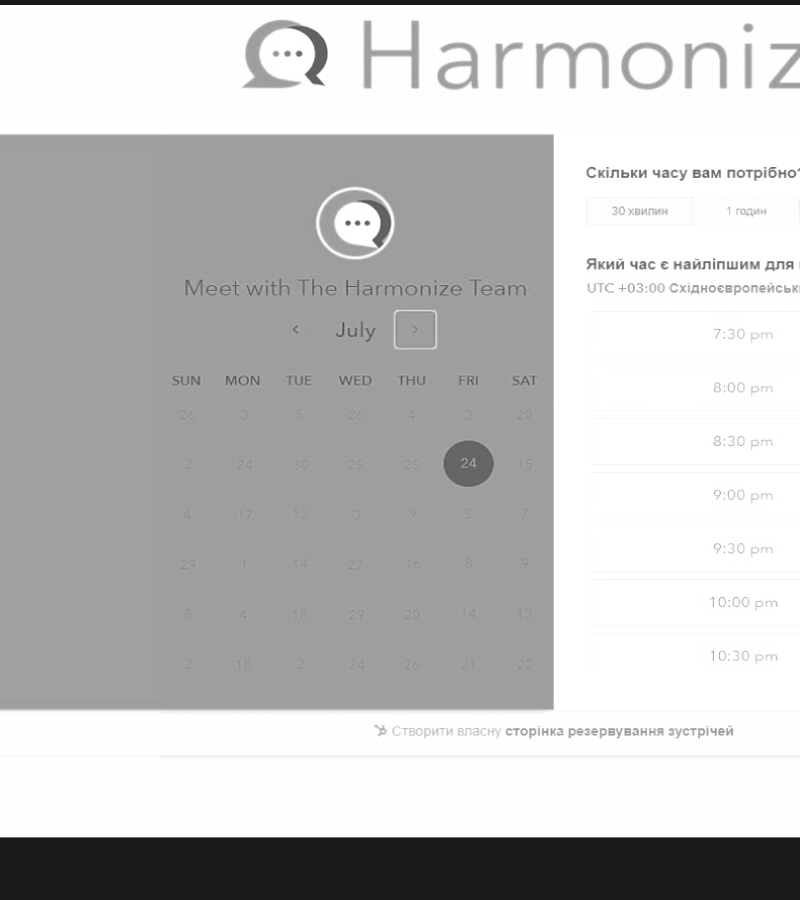 Harmoniz
Meet with The Harmonize Team
< July >
SUN MON TUE WED THU FRI SAT
26 3 5 26 4 3 20
2 24 30 25 25 24 15
4 17 13 3 9 5 7
29 1 14 27 16 8 9
8 4 18 29 20 14 13
2 18 2 24 26 21 22
Скільки часу вам потрібно?
30 хвилин 1 годин
Який час є найліпшим для
UTC +03:00 Східноєвропейськ
7:30 pm
8:00 pm
8:30 pm
9:00 pm
9:30 pm
10:00 pm
10:30 pm
Створити власну сторінка резервування зустрічей